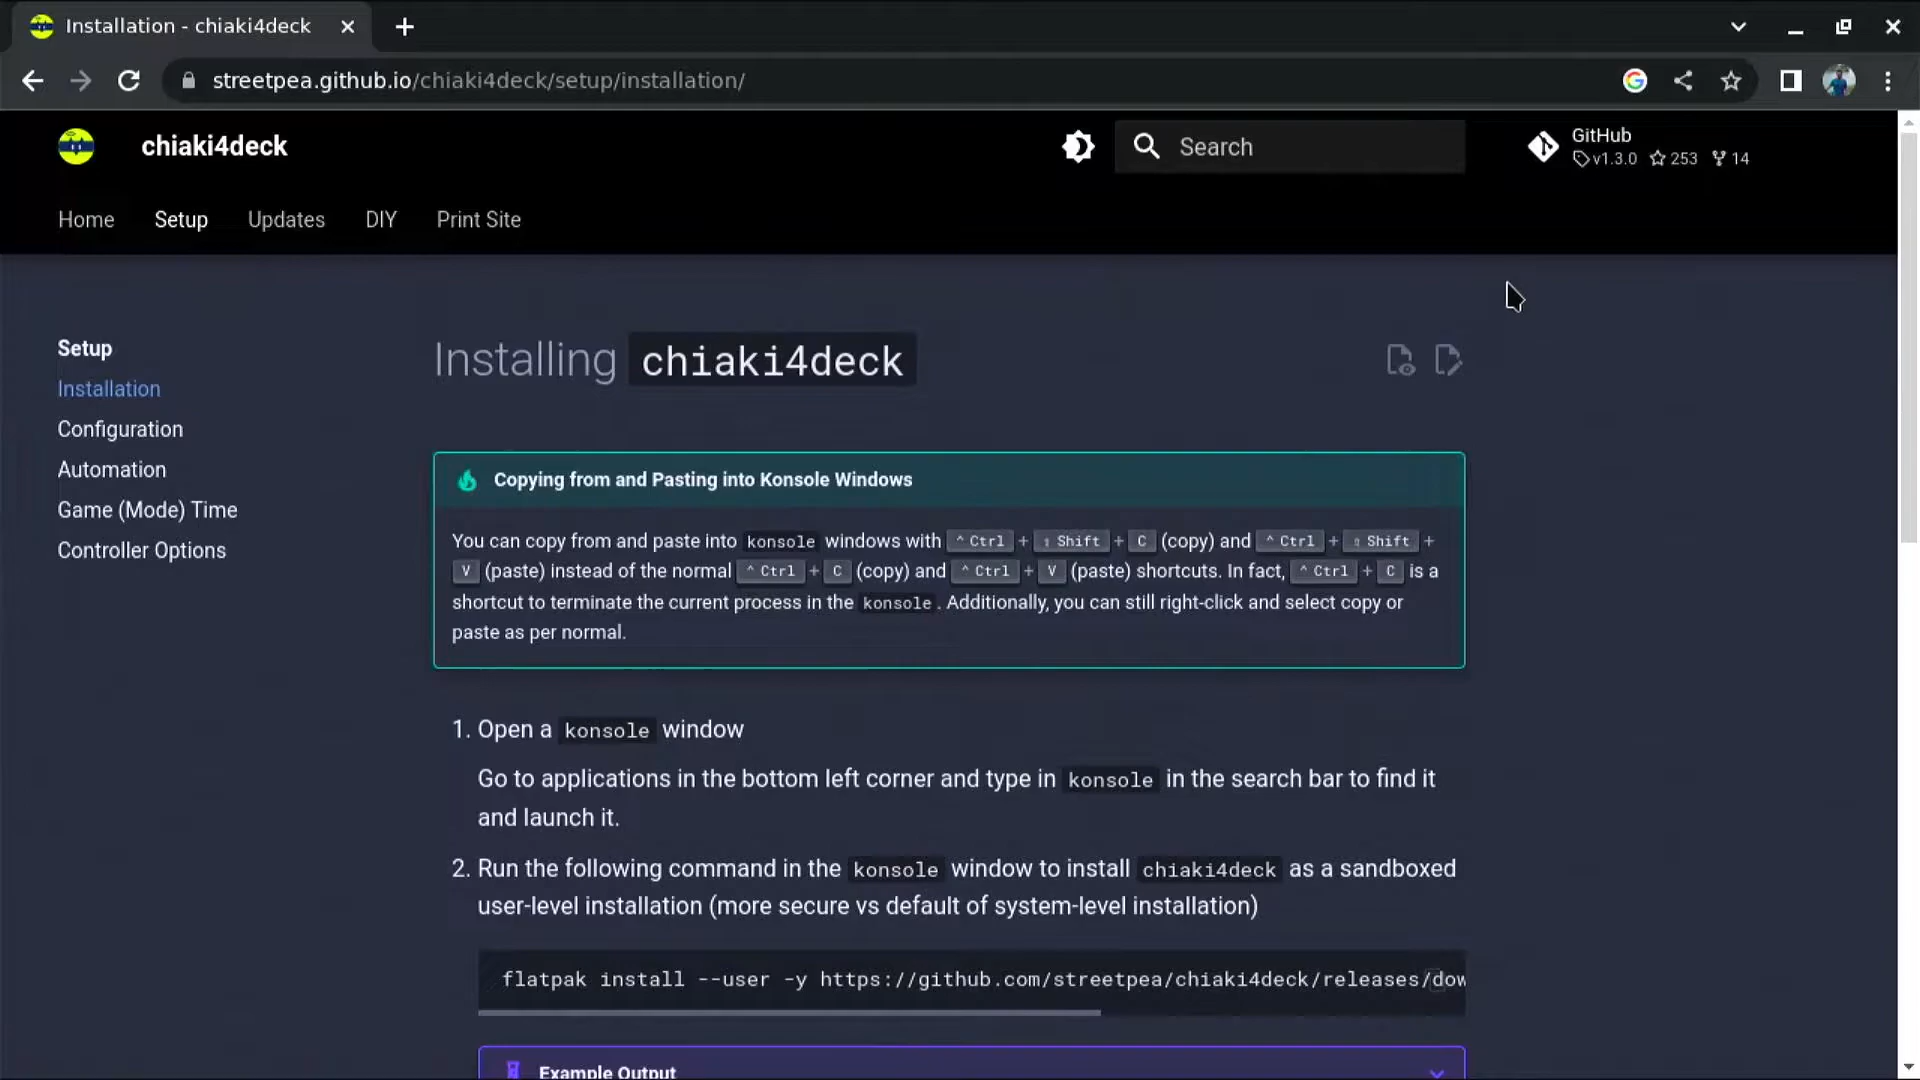 Installation - chiaki4deck
streetpea.github.io/chiaki4deck/setup/installation/
chiaki4deck
Search
GitHub
v1.3.0 253 14
Home Setup Updates DIY Print Site
Setup
Installation
Configuration
Automation
Game (Mode) Time
Controller Options
Installing chiaki4deck
Copying from and Pasting into Konsole Windows
You can copy from and paste into konsole windows with ⌃ Ctrl + ⇧ Shift + C (copy) and ⌃ Ctrl + ⇧ Shift +
V (paste) instead of the normal ⌃ Ctrl + C (copy) and ⌃ Ctrl + V (paste) shortcuts. In fact, ⌃ Ctrl + C is a
shortcut to terminate the current process in the konsole. Additionally, you can still right-click and select copy or
paste as per normal.
1. Open a konsole window
Go to applications in the bottom left corner and type in konsole in the search bar to find it
and launch it.
2. Run the following command in the konsole window to install chiaki4deck as a sandboxed
user-level installation (more secure vs default of system-level installation)
flatpak install --user -y https://github.com/streetpea/chiaki4deck/releases/dow
Example Output